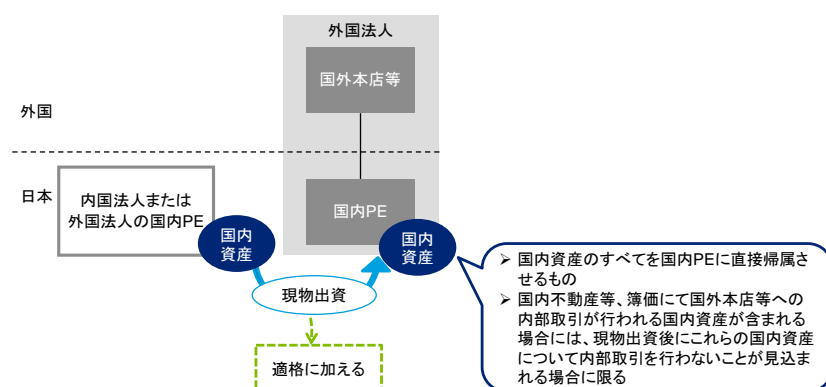 外国法人
国外本店等
外国
日本
内国法人または
外国法人の国内PE
国内PE
国内
資産
国内
資産
現物出資
適格に加える
➢ 国内資産のすべてを国内PEに直接帰属さ
せるもの
➢ 国内不動産等、簿価にて国外本店等への
内部取引が行われる国内資産が含まれる
場合には、現物出資後にこれらの国内資産
について内部取引を行わないことが見込ま
れる場合に限る